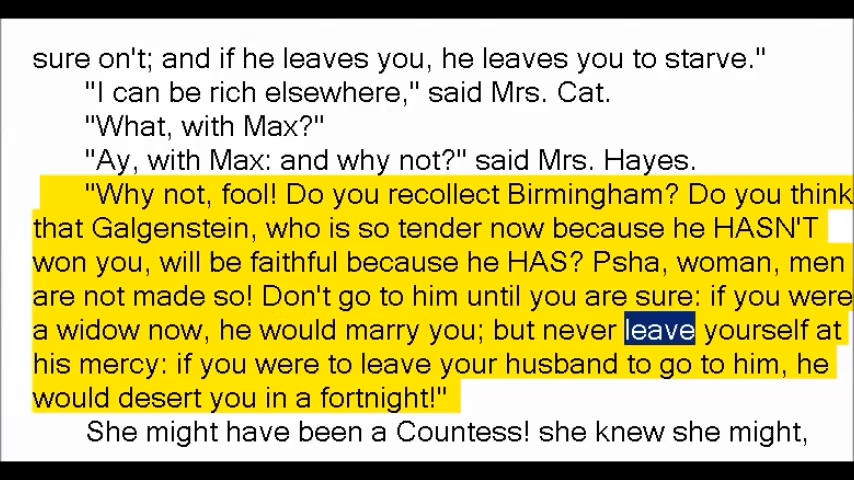 sure on't; and if he leaves you, he leaves you to starve."
"I can be rich elsewhere," said Mrs. Cat.
"What, with Max?"
"Ay, with Max: and why not?" said Mrs. Hayes.
"Why not, fool! Do you recollect Birmingham? Do you think
that Galgenstein, who is so tender now because he HASN'T
won you, will be faithful because he HAS? Psha, woman, men
are not made so! Don't go to him until you are sure: if you were
a widow now, he would marry you; but never leave yourself at
his mercy: if you were to leave your husband to go to him, he
would desert you in a fortnight!"
She might have been a Countess! she knew she might,